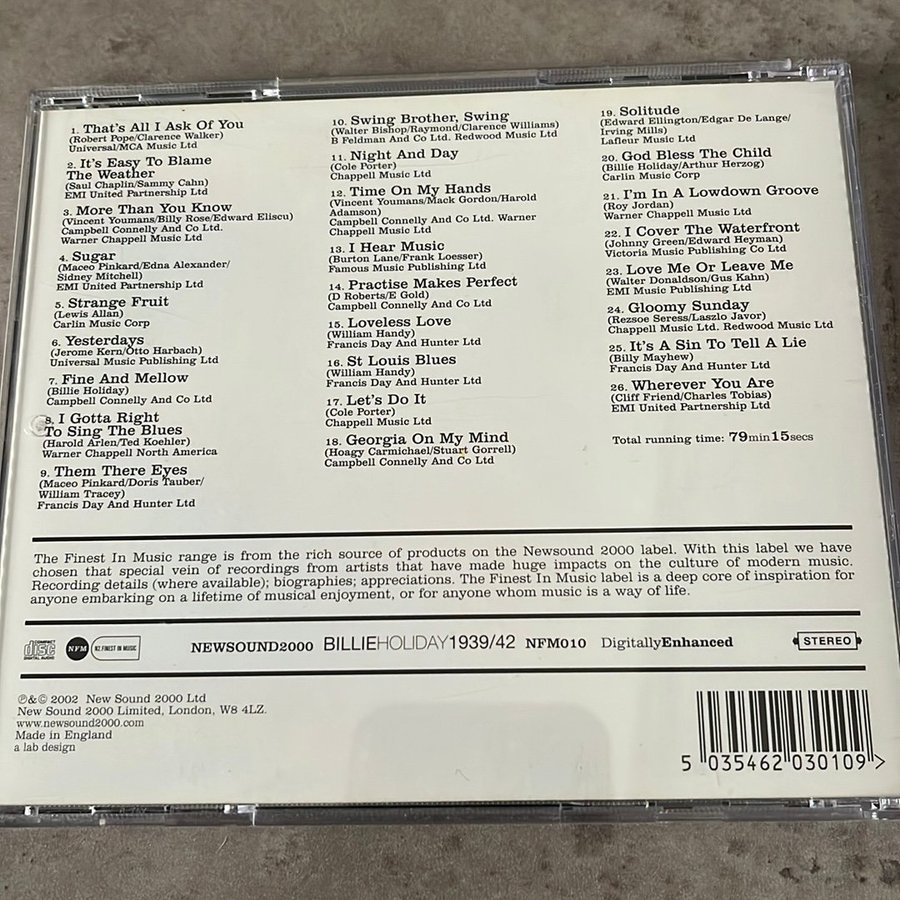 1. That's All I Ask Of You
(Robert Pope/Clarence Walker)
Universal/MCA Music Ltd
2. It's Easy To Blame
The Weather
(Saul Chaplin/Sammy Cahn)
EMI United Partnership Ltd
3. More Than You Know
(Vincent Youmans/Billy Rose/Edward Eliscu)
Campbell Connelly And Co Ltd.
Warner Chappell Music Ltd
4. Sugar
(Maceo Pinkard/Edna Alexander/
Sidney Mitchell)
EMI United Partnership Ltd
5. Strange Fruit
(Lewis Allan)
Carlin Music Corp
6. Yesterdays
(Jerome Kern/Otto Harbach)
Universal Music Publishing Ltd
7. Fine And Mellow
(Billie Holiday)
Campbell Connelly And Co Ltd
8. I Gotta Right
To Sing The Blues
(Harold Arlen/Ted Koehler)
Warner Chappell North America
9. Them There Eyes
(Maceo Pinkard/Doris Tauber/
William Tracey)
Francis Day And Hunter Ltd
10. Swing Brother, Swing
(Walter Bishop/Raymond/Clarence Williams)
B Feldman And Co Ltd. Redwood Music Ltd
11. Night And Day
(Cole Porter)
Chappell Music Ltd
12. Time On My Hands
(Vincent Youmans/Mack Gordon/Harold
Adamson)
Campbell Connelly And Co Ltd. Warner
Chappell Music Ltd
13. I Hear Music
(Burton Lane/Frank Loesser)
Famous Music Publishing Ltd
14. Practise Makes Perfect
(D Roberts/E Gold)
Campbell Connelly And Co Ltd
15. Loveless Love
(William Handy)
Francis Day And Hunter Ltd
16. St Louis Blues
(William Handy)
Francis Day And Hunter Ltd
17. Let's Do It
(Cole Porter)
Chappell Music Ltd
18. Georgia On My Mind
(Hoagy Carmichael/Stuart Gorrell)
Campbell Connelly And Co Ltd
19. Solitude
(Edward Ellington/Edgar De Lange/
Irving Mills)
Lafleur Music Ltd
20. God Bless The Child
(Billie Holiday/Arthur Herzog)
Carlin Music Corp
21. I'm In A Lowdown Groove
(Roy Jordan)
Warner Chappell Music Ltd
22. I Cover The Waterfront
(Johnny Green/Edward Heyman)
Victoria Music Publishing Co Ltd
23. Love Me Or Leave Me
(Walter Donaldson/Gus Kahn)
EMI Music Publishing Ltd
24. Gloomy Sunday
(Rezsoe Seress/Laszlo Javor)
Chappell Music Ltd. Redwood Music Ltd
25. It's A Sin To Tell A Lie
(Billy Mayhew)
Francis Day And Hunter Ltd
26. Wherever You Are
(Cliff Friend/Charles Tobias)
EMI United Partnership Ltd
Total running time: 79min15secs
The Finest In Music range is from the rich source of products on the Newsound 2000 label. With this label we have
chosen that special vein of recordings from artists that have made huge impacts on the culture of modern music.
Recording details (where available); biographies; appreciations. The Finest In Music label is a deep core of inspiration for
anyone embarking on a lifetime of musical enjoyment, or for anyone whom music is a way of life.
COMPACT disc DIGITAL AUDIO NFM N2.FINEST IN MUSIC NEWSOUND2000 BILLIEHOLIDAY1939/42 NFM010 DigitallyEnhanced STEREO
℗&© 2002 New Sound 2000 Ltd
New Sound 2000 Limited, London, W8 4LZ.
www.newsound2000.com
Made in England
a lab design
5 035462 030109 >